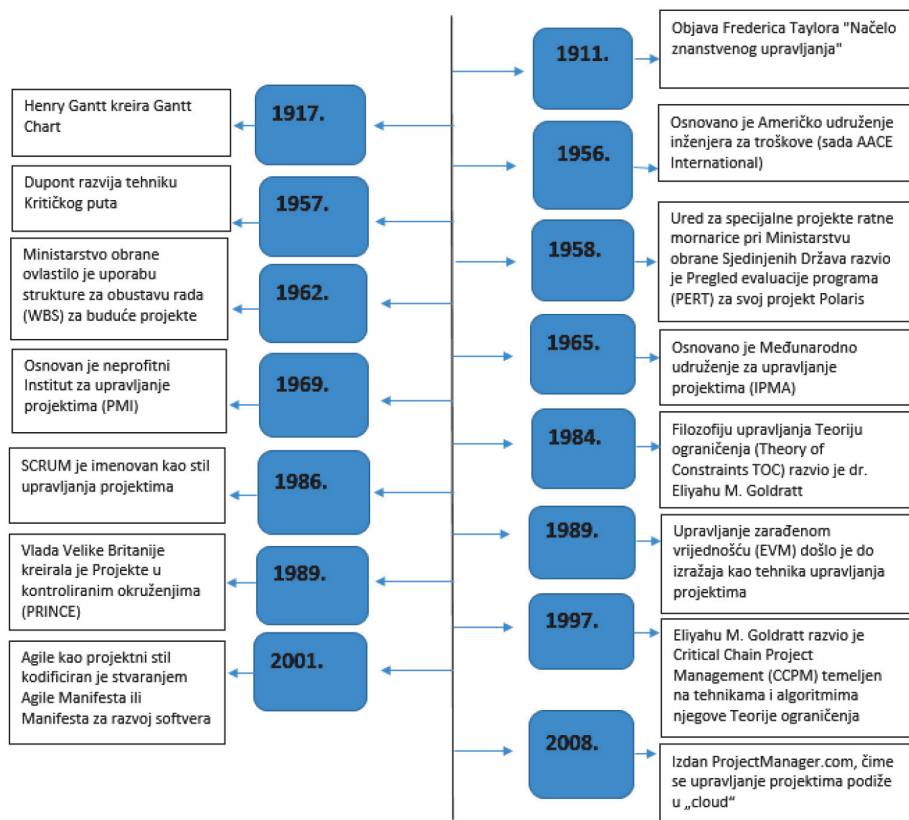 1911.
Objava Frederica Taylora "Načelo
znanstvenog upravljanja"
1917.
Henry Gantt kreira Gantt
Chart
1956.
Osnovano je Američko udruženje
inženjera za troškove (sada AACE
International)
1957.
Dupont razvija tehniku
Kritičkog puta
1958.
Ured za specijalne projekte ratne
mornarice pri Ministarstvu
obrane Sjedinjenih Država razvio
je Pregled evaluacije programa
(PERT) za svoj projekt Polaris
1962.
Ministarstvo obrane
ovlastilo je uporabu
strukture za obustavu rada
(WBS) za buduće projekte
1965.
Osnovano je Međunarodno
udruženje za upravljanje
projektima (IPMA)
1969.
Osnovan je neprofitni
Institut za upravljanje
projektima (PMI)
1984.
Filozofiju upravljanja Teoriju
ograničenja (Theory of
Constraints TOC) razvio je dr.
Eliyahu M. Goldratt
1986.
SCRUM je imenovan kao stil
upravljanja projektima
1989.
Upravljanje zarađenom
vrijednošću (EVM) došlo je do
izražaja kao tehnika upravljanja
projektima
1989.
Vlada Velike Britanije
kreirala je Projekte u
kontroliranim okruženjima
(PRINCE)
1997.
Eliyahu M. Goldratt razvio je
Critical Chain Project
Management (CCPM) temeljen
na tehnikama i algoritmima
njegove Teorije ograničenja
2001.
Agile kao projektni stil
kodificiran je stvaranjem
Agile Manifesta ili
Manifesta za razvoj softvera
2008.
Izdan ProjectManager.com, čime
se upravljanje projektima podiže
u „cloud“